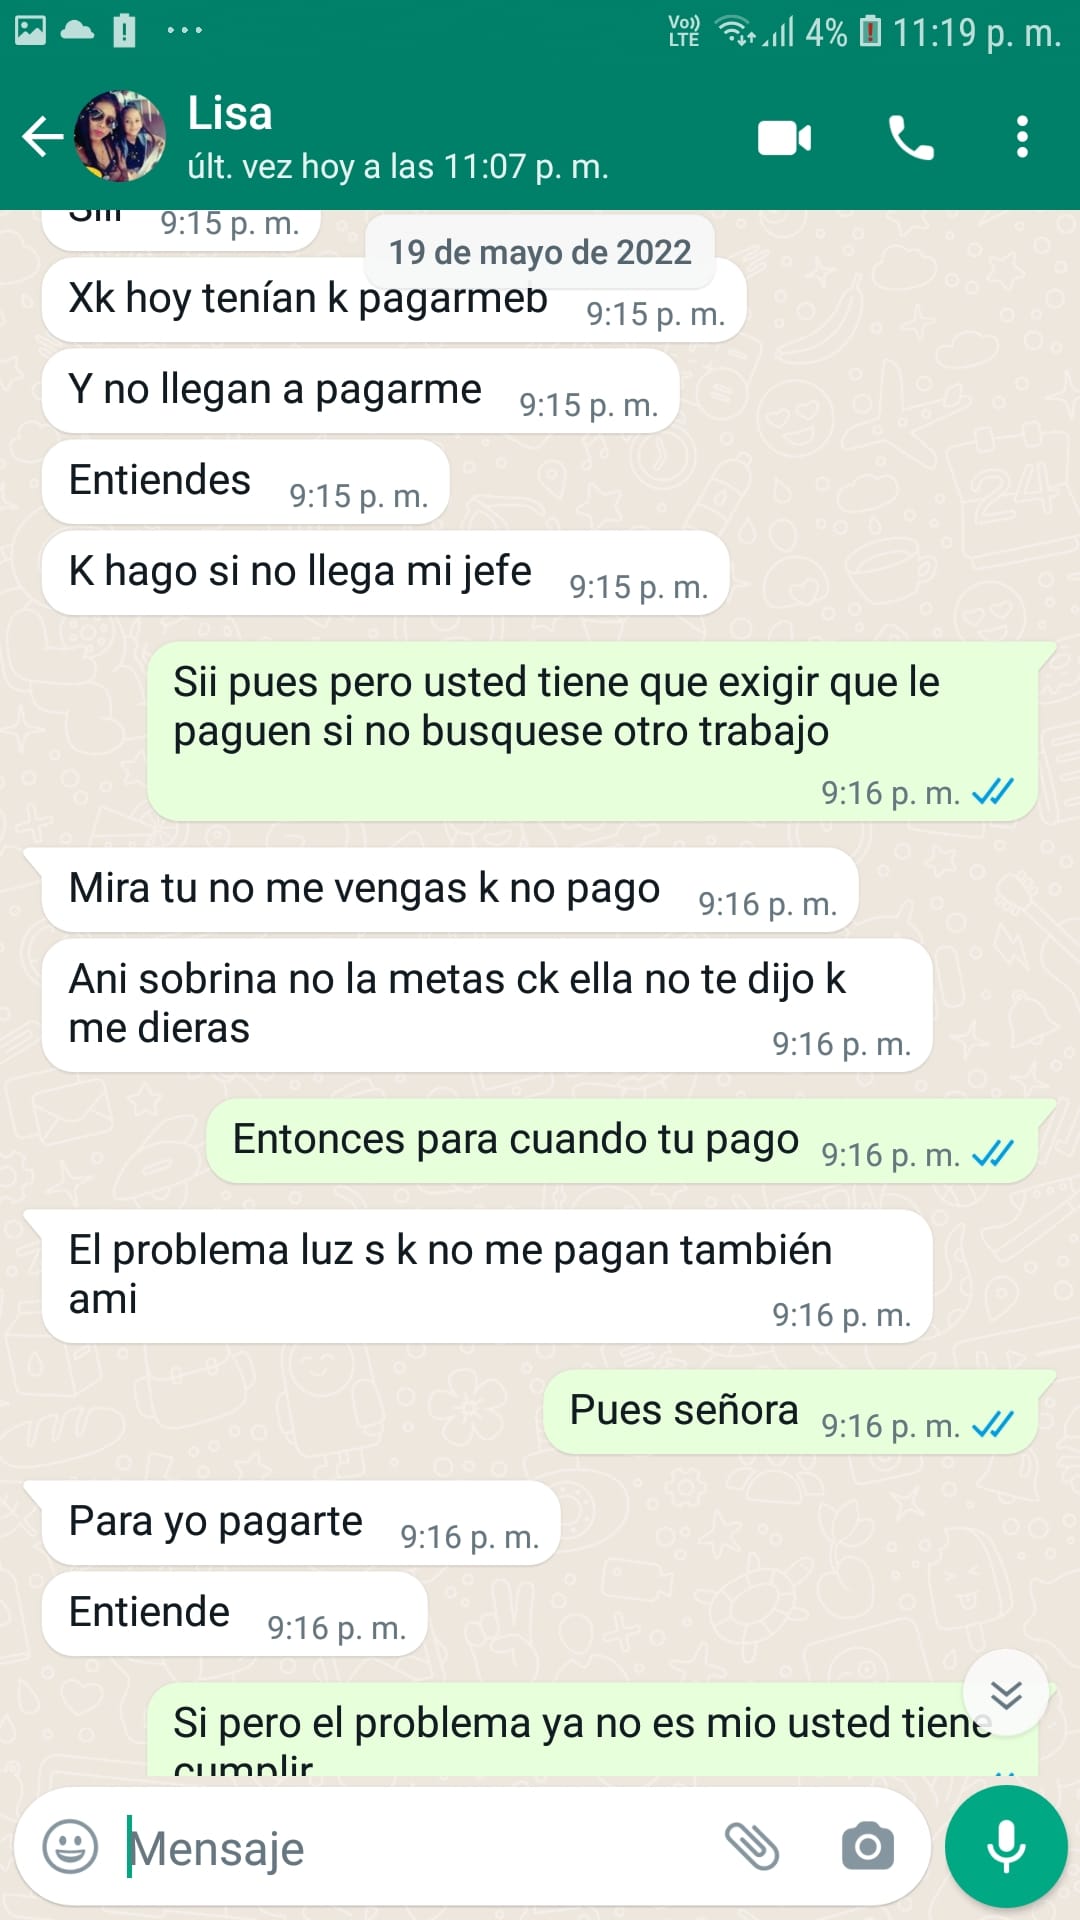 Vo)) LTE 4% 11:19 p. m.
Lisa
últ. vez hoy a las 11:07 p. m.
Siii 9:15 p. m.
19 de mayo de 2022
Xk hoy tenían k pagarmeb 9:15 p. m.
Y no llegan a pagarme 9:15 p. m.
Entiendes 9:15 p. m.
K hago si no llega mi jefe 9:15 p. m.
Sii pues pero usted tiene que exigir que le
paguen si no busquese otro trabajo
9:16 p. m.
Mira tu no me vengas k no pago 9:16 p. m.
Ani sobrina no la metas ck ella no te dijo k
me dieras 9:16 p. m.
Entonces para cuando tu pago 9:16 p. m.
El problema luz s k no me pagan también
ami 9:16 p. m.
Pues señora 9:16 p. m.
Para yo pagarte 9:16 p. m.
Entiende 9:16 p. m.
Si pero el problema ya no es mio usted tiene
cumplir
Mensaje